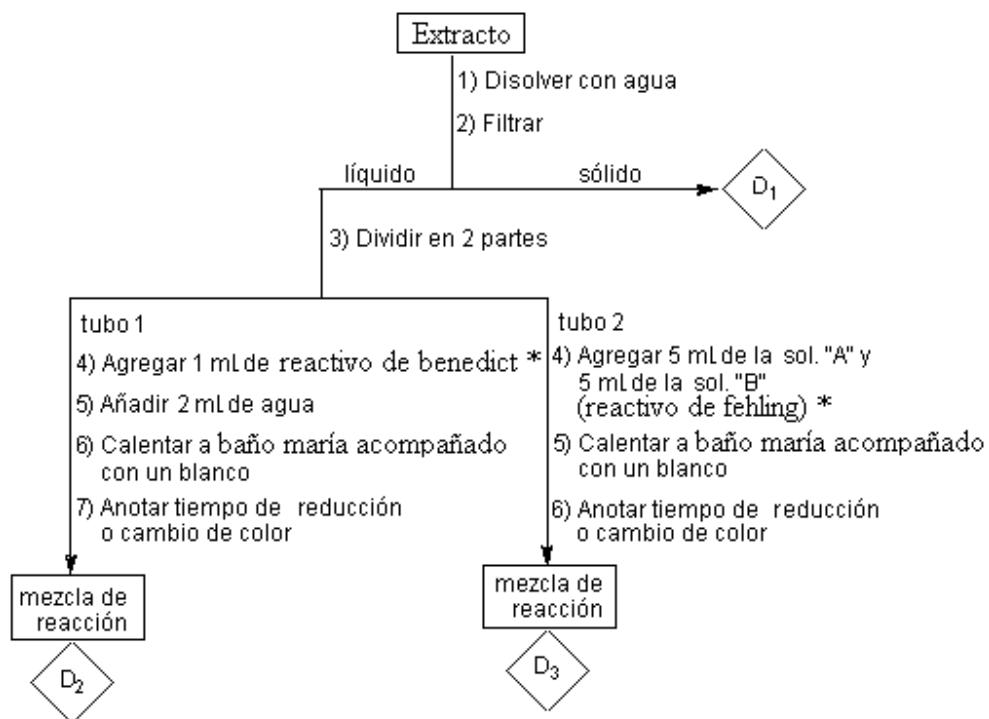 Extracto
1) Disolver con agua
2) Filtrar
líquido
sólido
D1
3) Dividir en 2 partes
tubo 1
4) Agregar 1 ml de reactivo de benedict *
5) Añadir 2 ml de agua
6) Calentar a baño maría acompañado
con un blanco
7) Anotar tiempo de reducción
o cambio de color
mezcla de
reacción
D2
tubo 2
4) Agregar 5 ml de la sol. "A" y
5 ml de la sol. "B"
(reactivo de fehling) *
5) Calentar a baño maría acompañado
con un blanco
6) Anotar tiempo de reducción
o cambio de color
mezcla de
reacción
D3